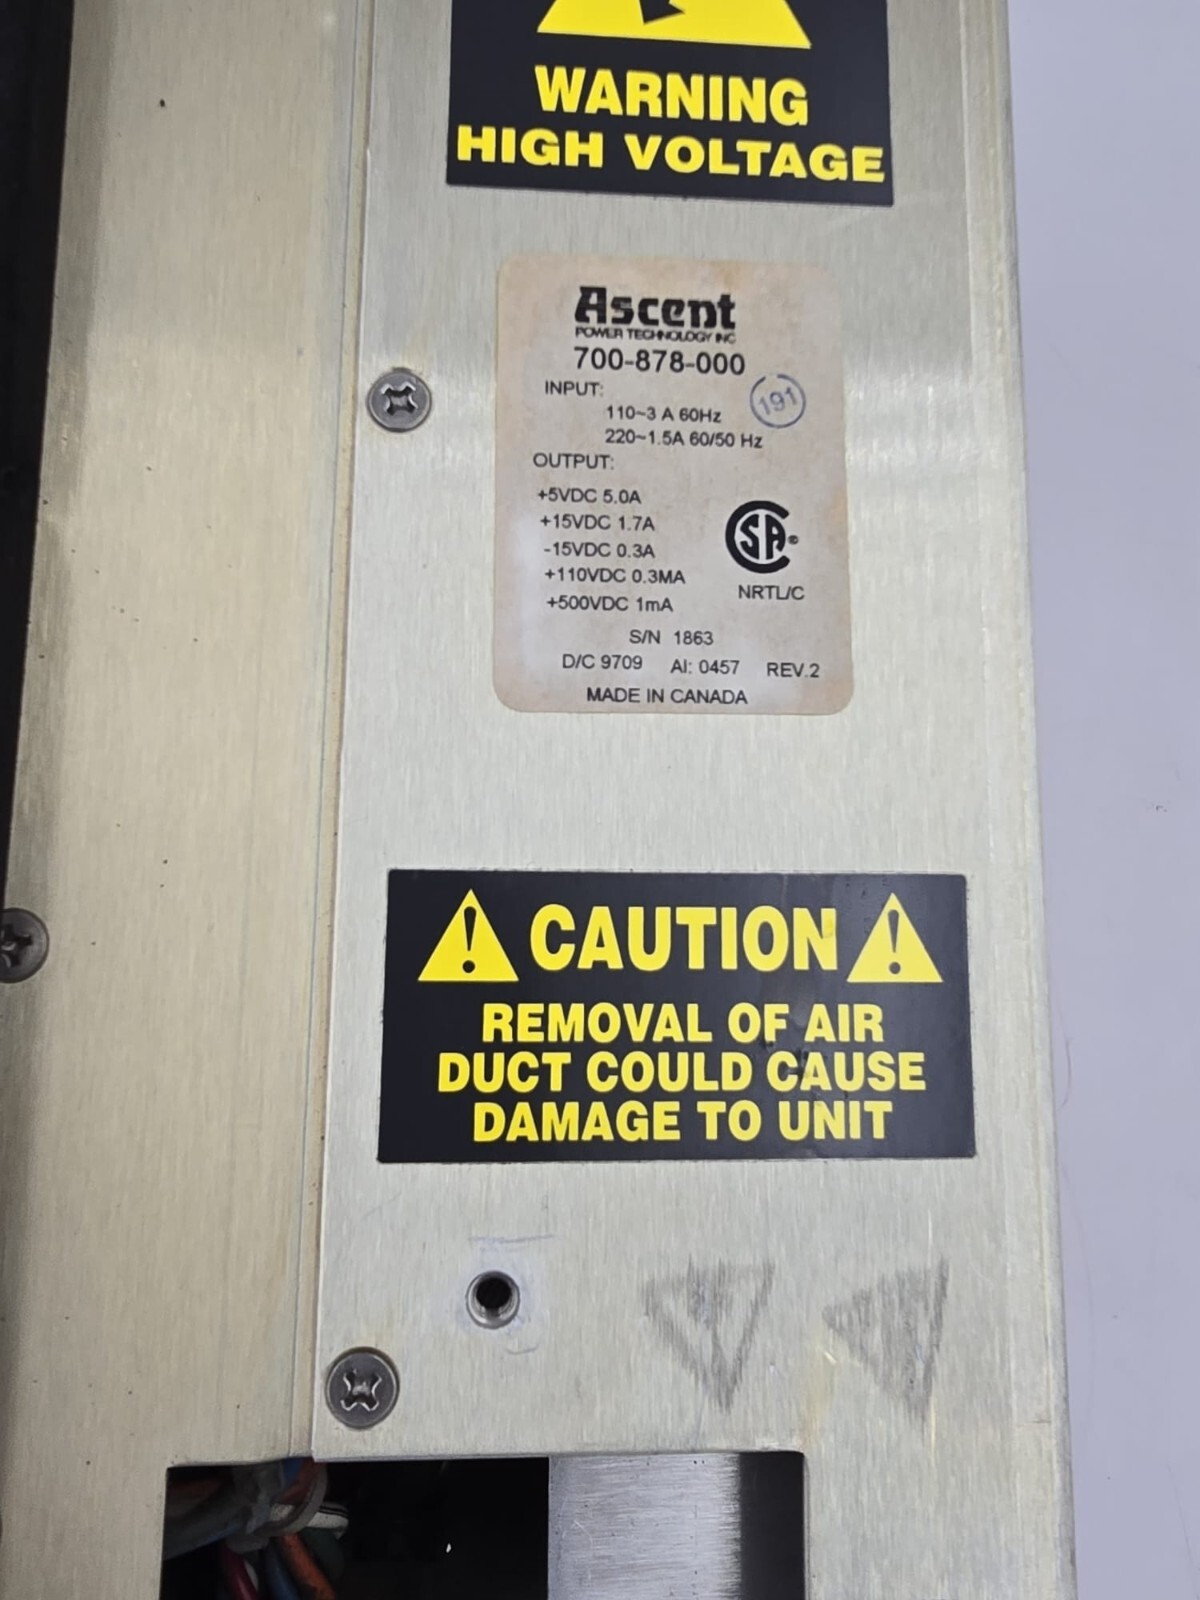 WARNING
HIGH VOLTAGE
Ascent
POWER TECHNOLOGY INC
700-878-000
INPUT:
191
110~3 A 60Hz
220~1.5A 60/50 Hz
OUTPUT:
+5VDC 5.0A
+15VDC 1.7A
-15VDC 0.3A
+110VDC 0.3MA
+500VDC 1mA
CSA®
NRTL/C
S/N 1863
D/C 9709 AI: 0457 REV.2
MADE IN CANADA
CAUTION
REMOVAL OF AIR
DUCT COULD CAUSE
DAMAGE TO UNIT